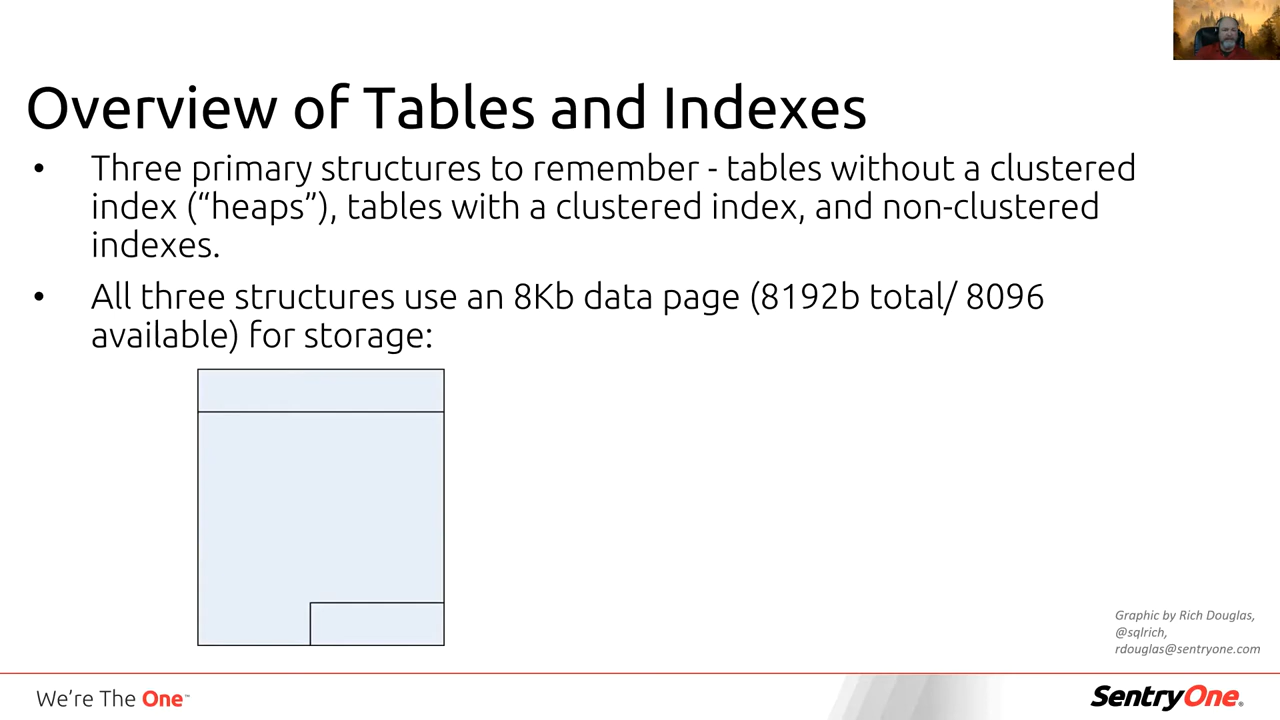 Overview of Tables and Indexes
• Three primary structures to remember - tables without a clustered
index (“heaps”), tables with a clustered index, and non-clustered
indexes.
• All three structures use an 8Kb data page (8192b total/ 8096
available) for storage:
Graphic by Rich Douglas,
@sqlrich,
rdouglas@sentryone.com
We’re The One™
SentryOne®